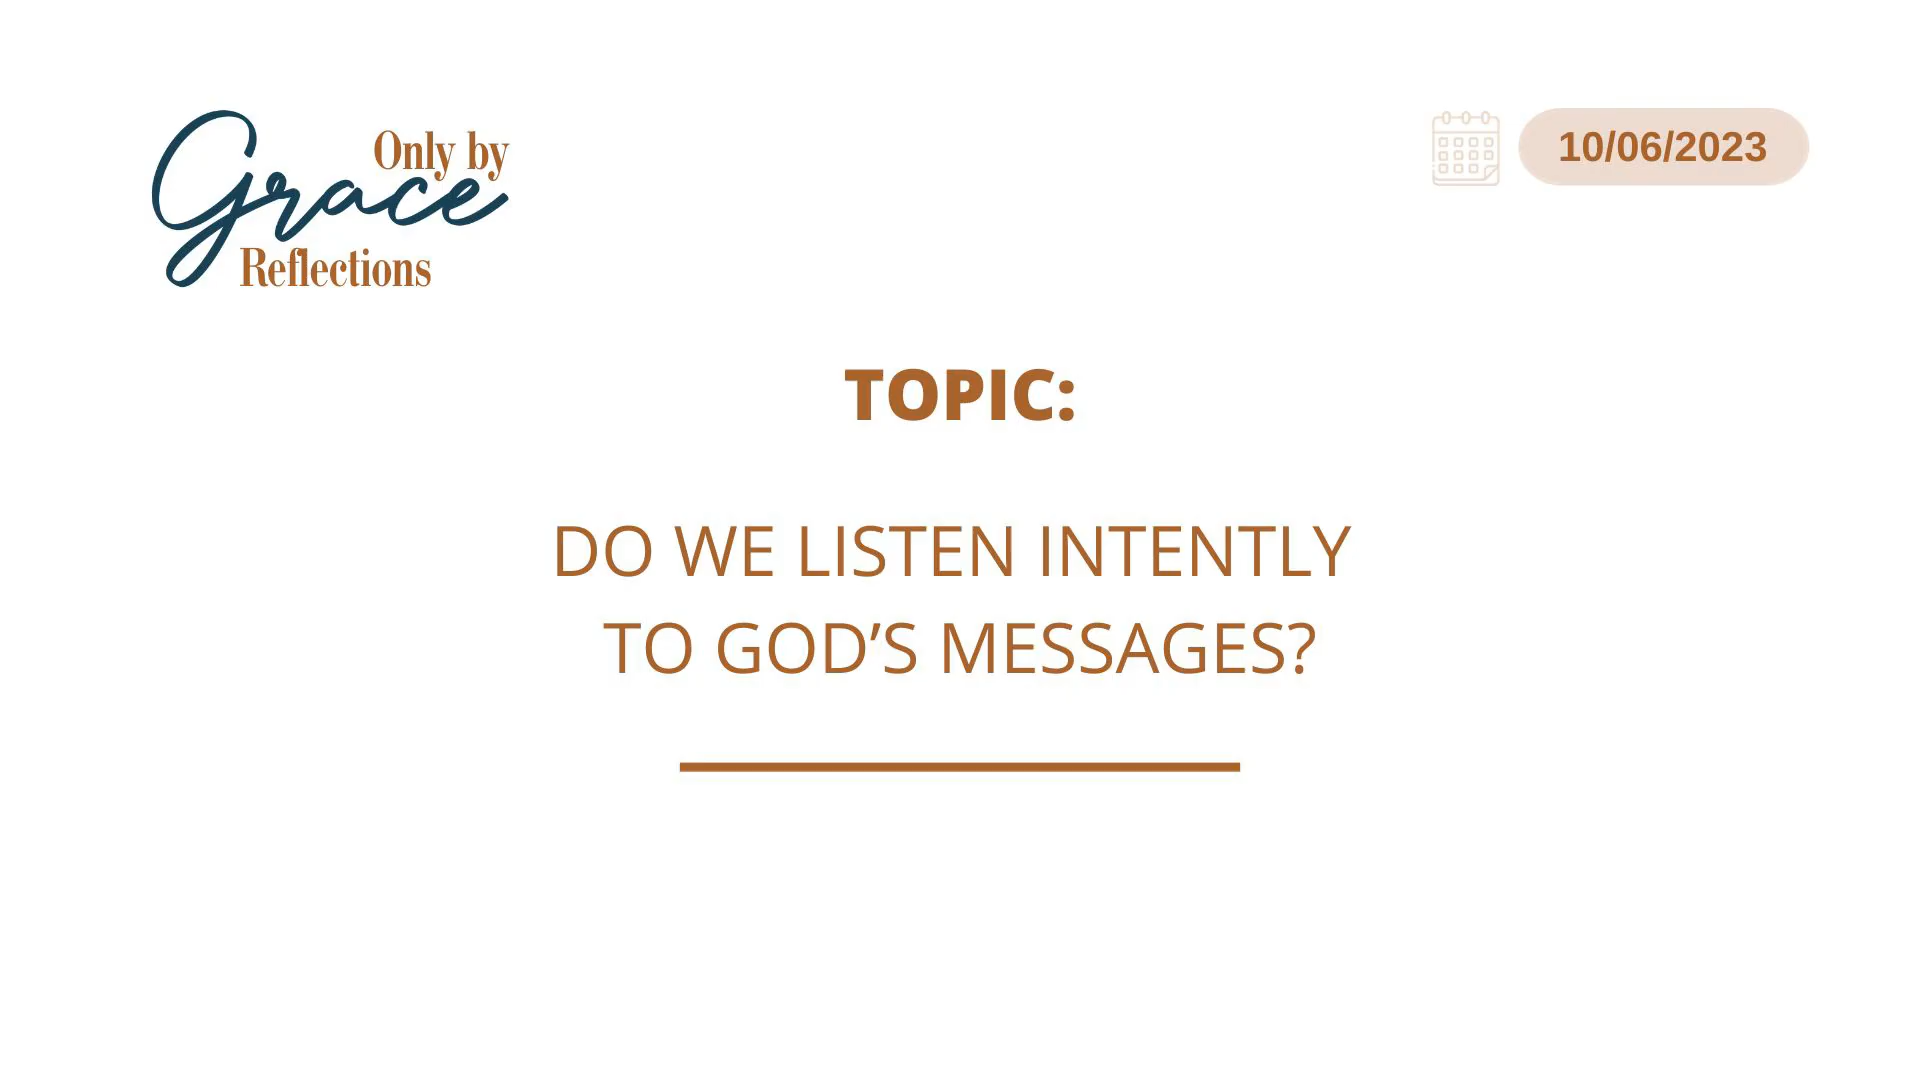 Only by
Grace
Reflections
10/06/2023
TOPIC:
DO WE LISTEN INTENTLY
TO GOD’S MESSAGES?